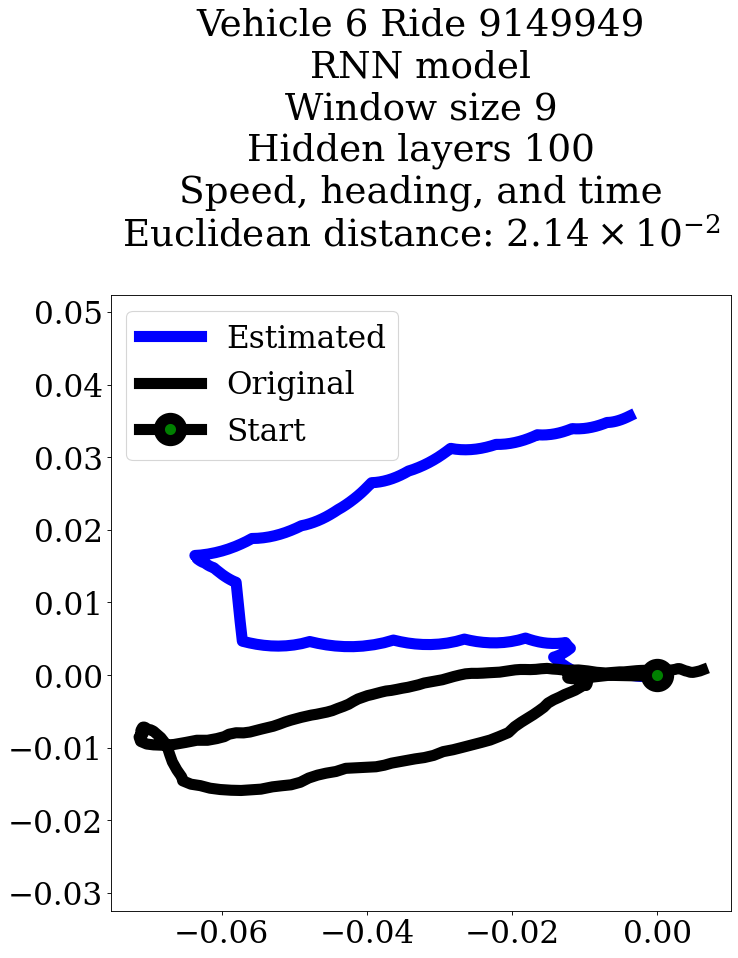 Vehicle 6 Ride 9149949
RNN model
Window size 9
Hidden layers 100
Speed, heading, and time
Euclidean distance: 2.14 × 10⁻²
Estimated
Original
Start
0.05
0.04
0.03
0.02
0.01
0.00
−0.01
−0.02
−0.03
−0.06 −0.04 −0.02 0.00